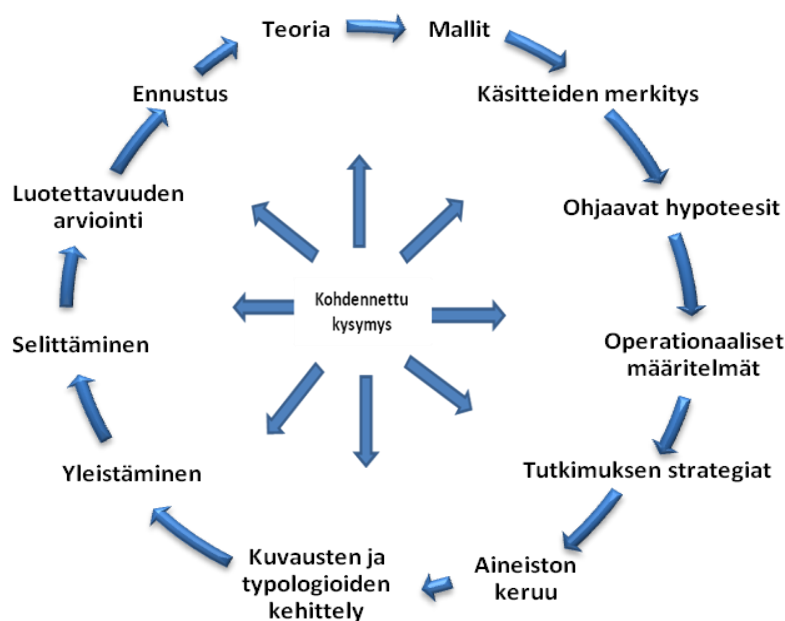 Teoria
Mallit
Käsitteiden merkitys
Ohjaavat hypoteesit
Operationaaliset
määritelmät
Tutkimuksen strategiat
Aineiston
keruu
Kuvausten ja
typologioiden
kehittely
Yleistäminen
Selittäminen
Luotettavuuden
arviointi
Ennustus
Kohdennettu
kysymys